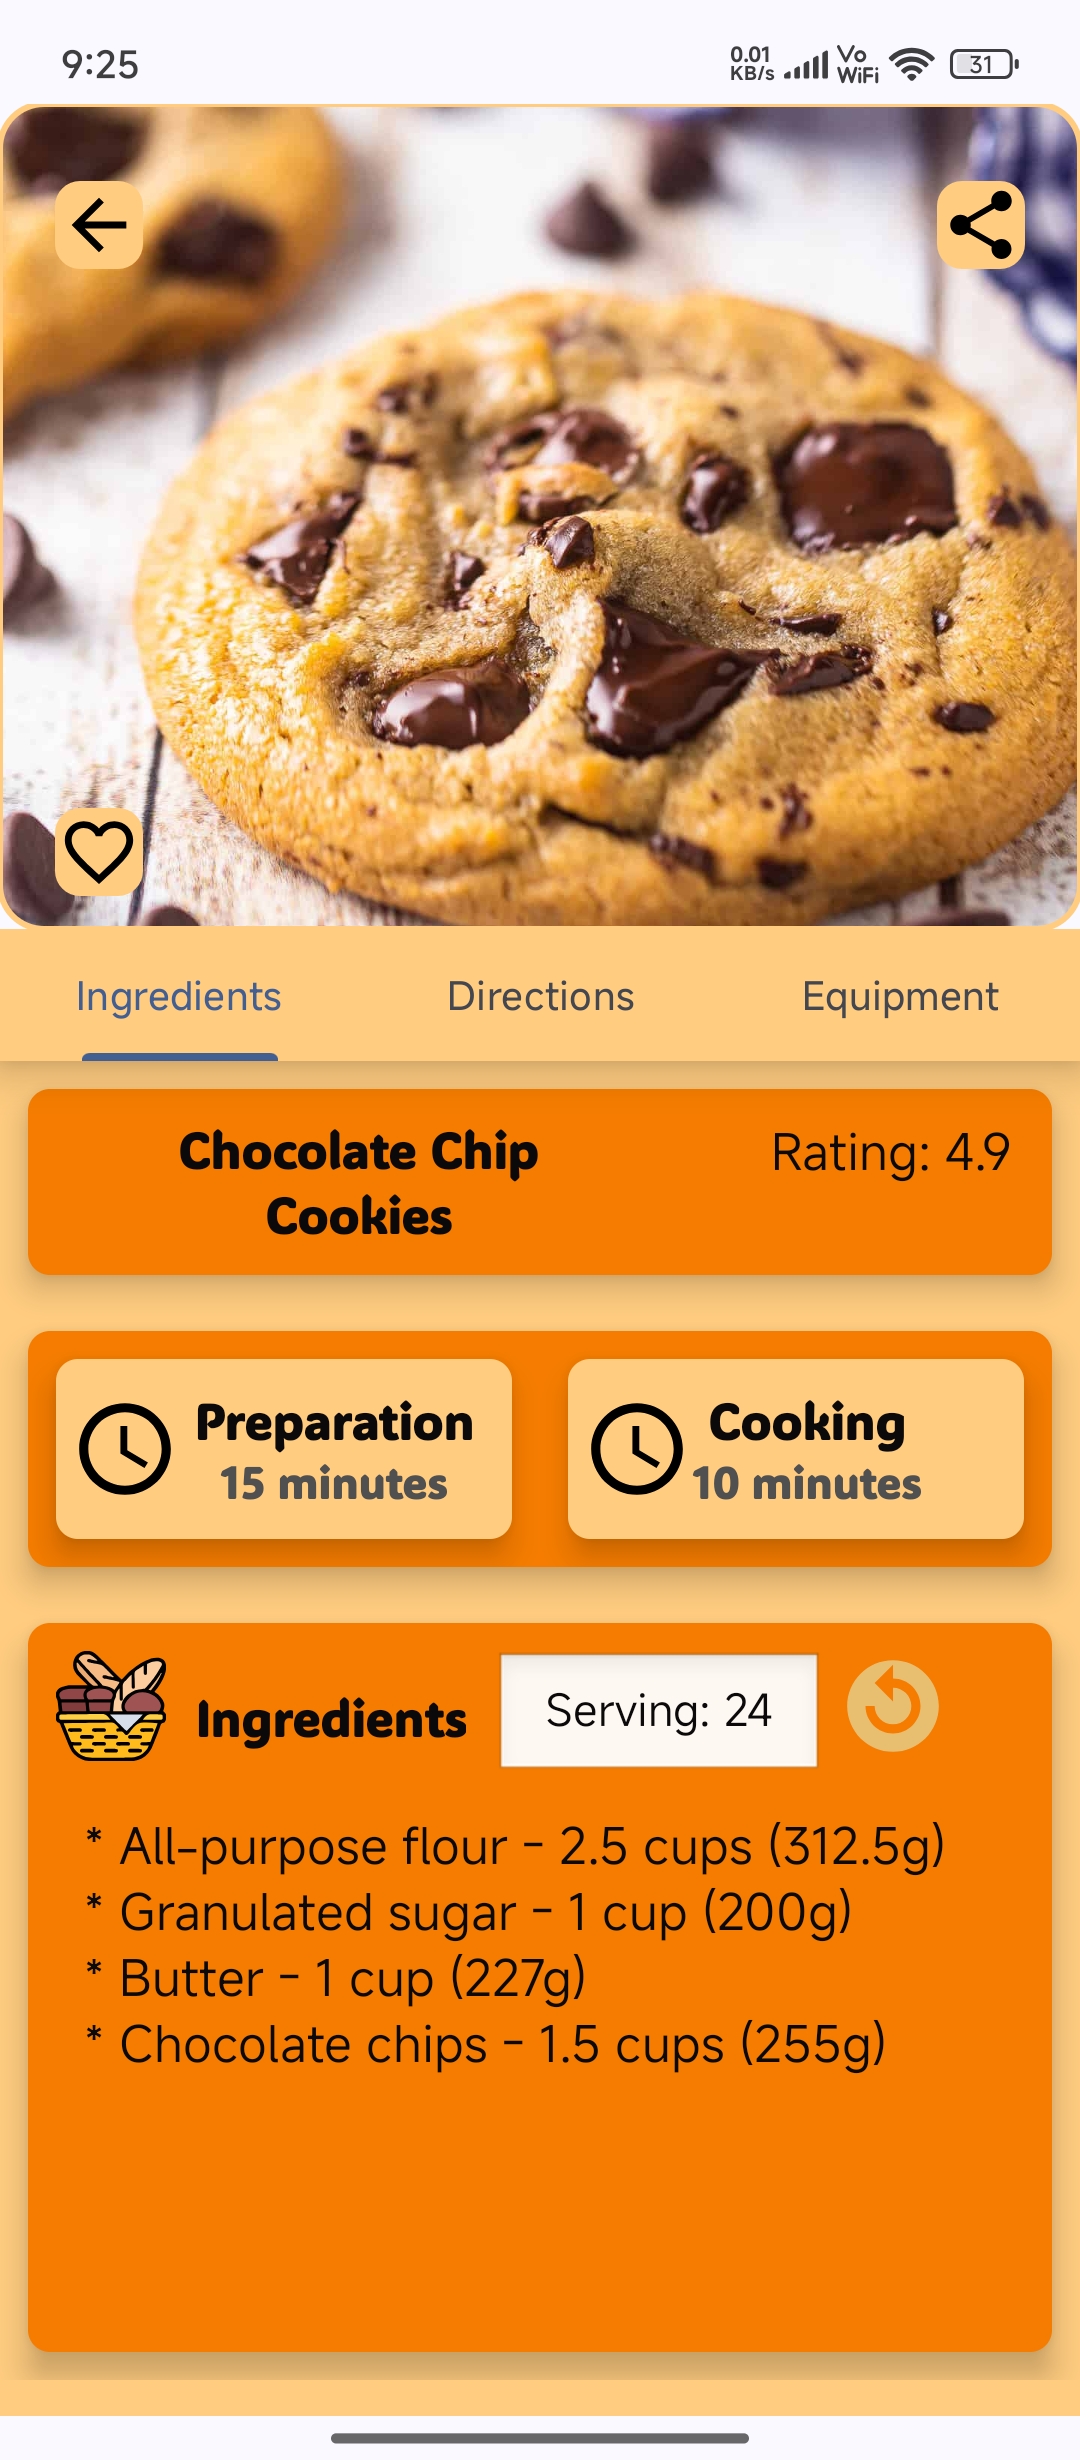 9:25
0.01
KB/s
Vo
WiFi
31
Ingredients Directions Equipment
Chocolate Chip
Cookies
Rating: 4.9
Preparation
15 minutes
Cooking
10 minutes
Ingredients
Serving: 24
* All-purpose flour - 2.5 cups (312.5g)
* Granulated sugar - 1 cup (200g)
* Butter - 1 cup (227g)
* Chocolate chips - 1.5 cups (255g)